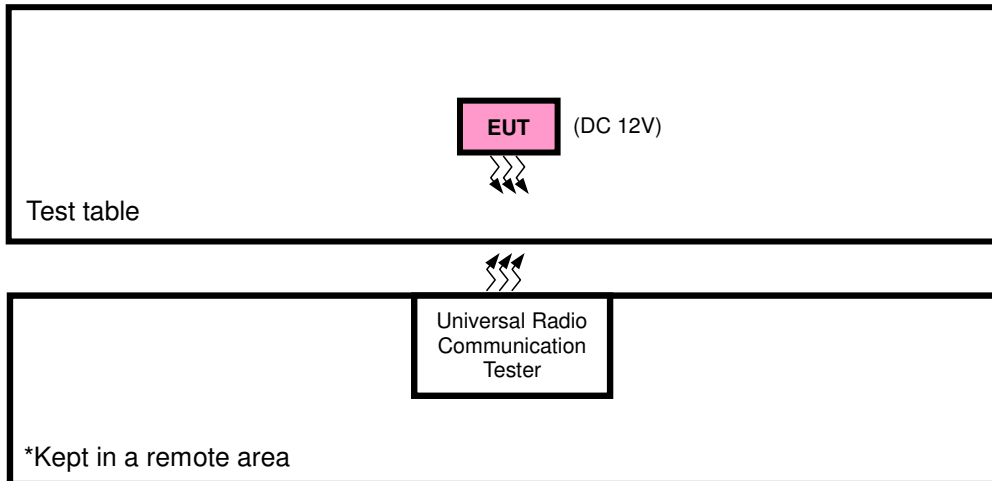 EUT
(DC 12V)
Test table
Universal Radio
Communication
Tester
*Kept in a remote area